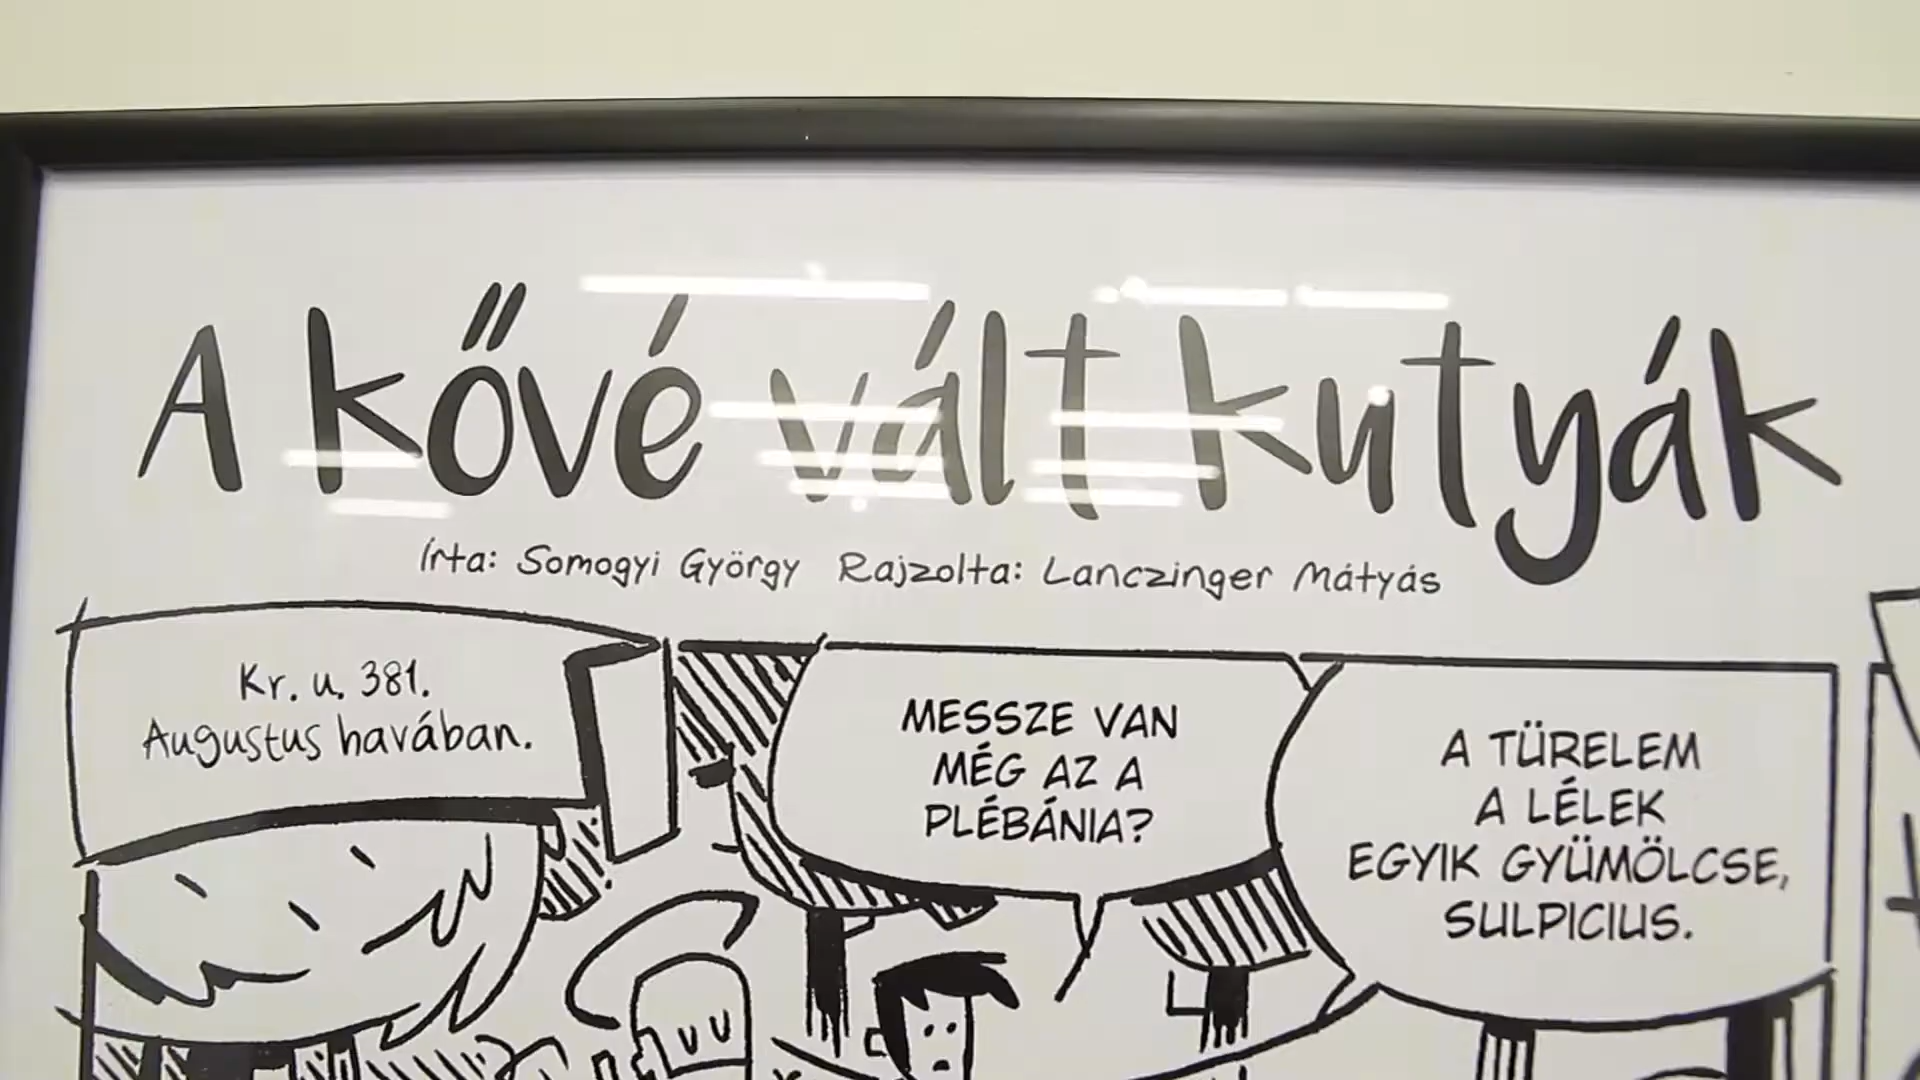 A kővé vált kutyák
Írta: Somogyi György Rajzolta: Lanczinger Mátyás
Kr. u. 381.
Augustus havában.
MESSZE VAN
MÉG AZ A
PLÉBÁNIA?
A TÜRELEM
A LÉLEK
EGYIK GYÜMÖLCSE,
SULPICIUS.